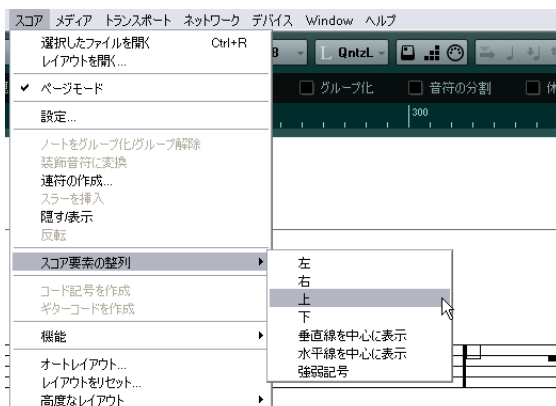 スコア メディア トランスポート ネットワーク デバイス Window ヘルプ
選択したファイルを開く Ctrl+R
レイアウトを開く...
ページモード
設定...
ノートをグループ化/グループ解除
装飾音符に変換
連符の作成...
スラーを挿入
隠す/表示
反転
スコア要素の整列
コード記号を作成
ギターコードを作成
機能
オートレイアウト...
レイアウトをリセット...
高度なレイアウト
左
右
上
下
垂直線を中心に表示
水平線を中心に表示
強弱記号
L QntzL
グループ化 音符の分割 休
300